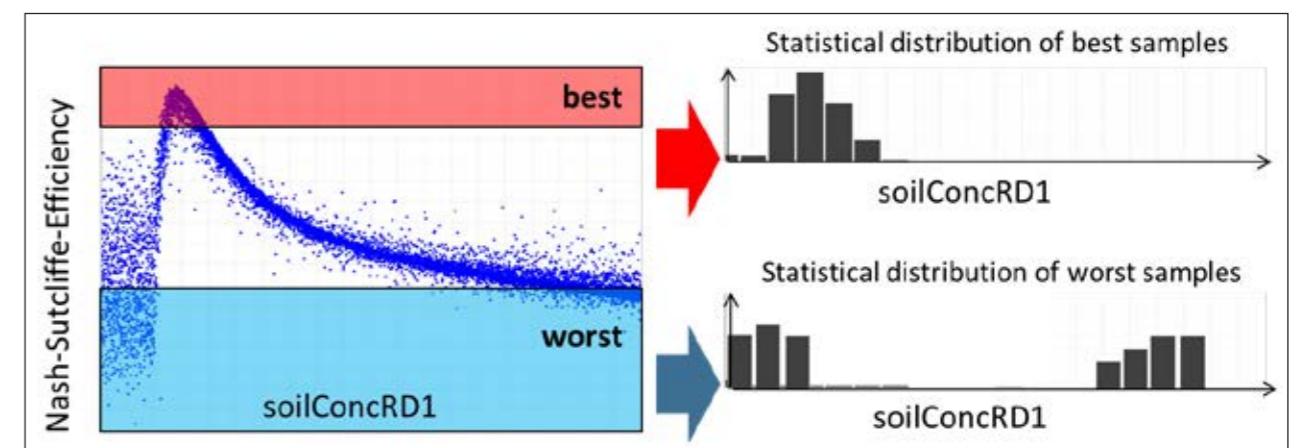 Nash-Sutcliffe-Efficiency
best
worst
soilConcRD1
Statistical distribution of best samples
soilConcRD1
Statistical distribution of worst samples
soilConcRD1